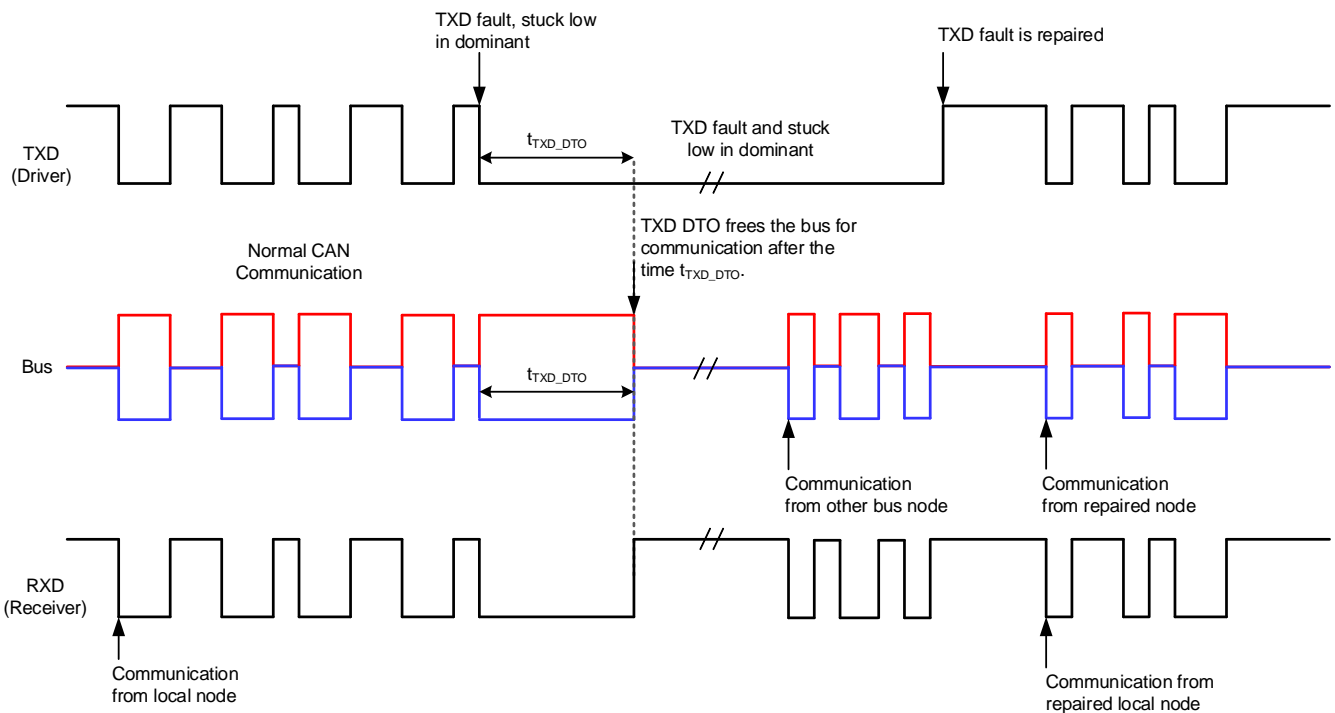 TXD fault, stuck low
in dominant
TXD fault is repaired
TXD
(Driver)
tTXD_DTO
TXD fault and stuck
low in dominant
Normal CAN
Communication
TXD DTO frees the bus for
communication after the
time tTXD_DTO.
Bus
tTXD_DTO
Communication
from other bus node
Communication
from repaired node
RXD
(Receiver)
Communication
from local node
Communication from
repaired local node